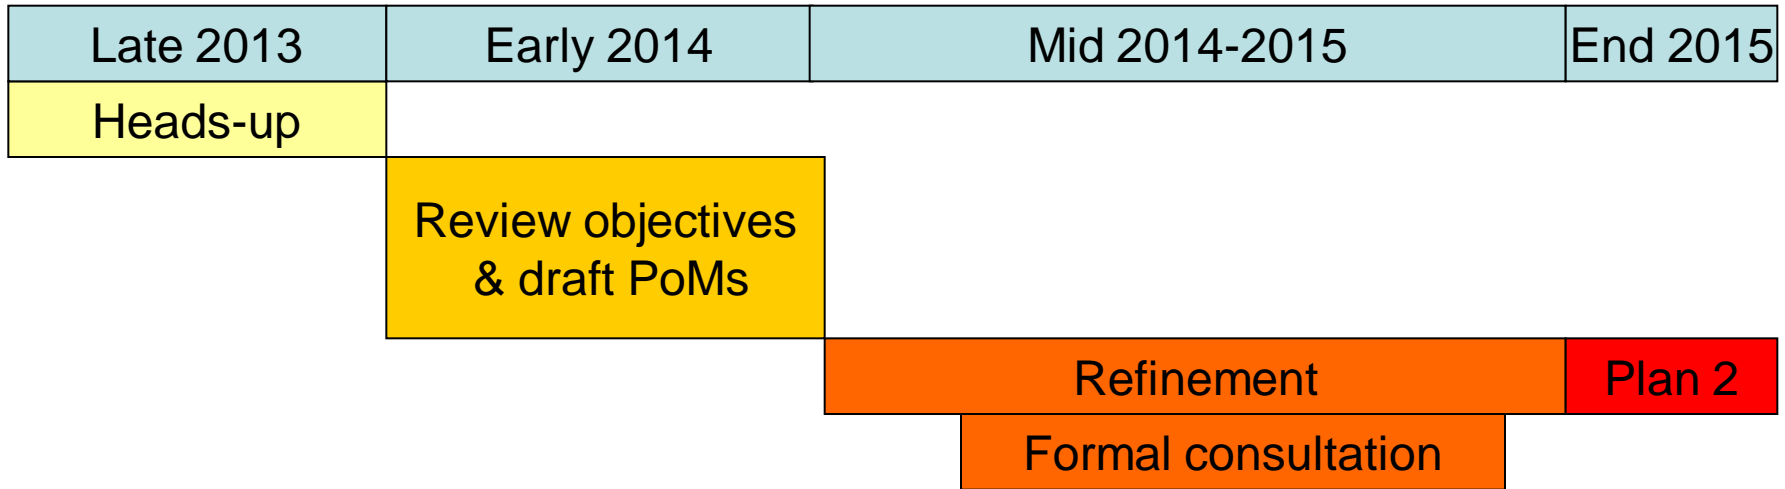 Late 2013
Early 2014
Mid 2014-2015
End 2015
Heads-up
Review objectives
& draft PoMs
Refinement
Plan 2
Formal consultation